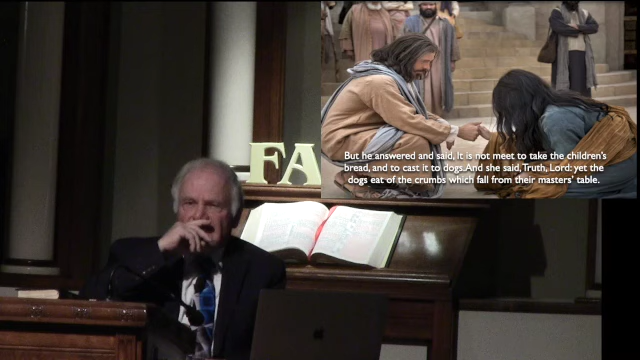 FA
But he answered and said, It is not meet to take the children's
bread, and to cast it to dogs. And she said, Truth, Lord: yet the
dogs eat of the crumbs which fall from their masters' table.